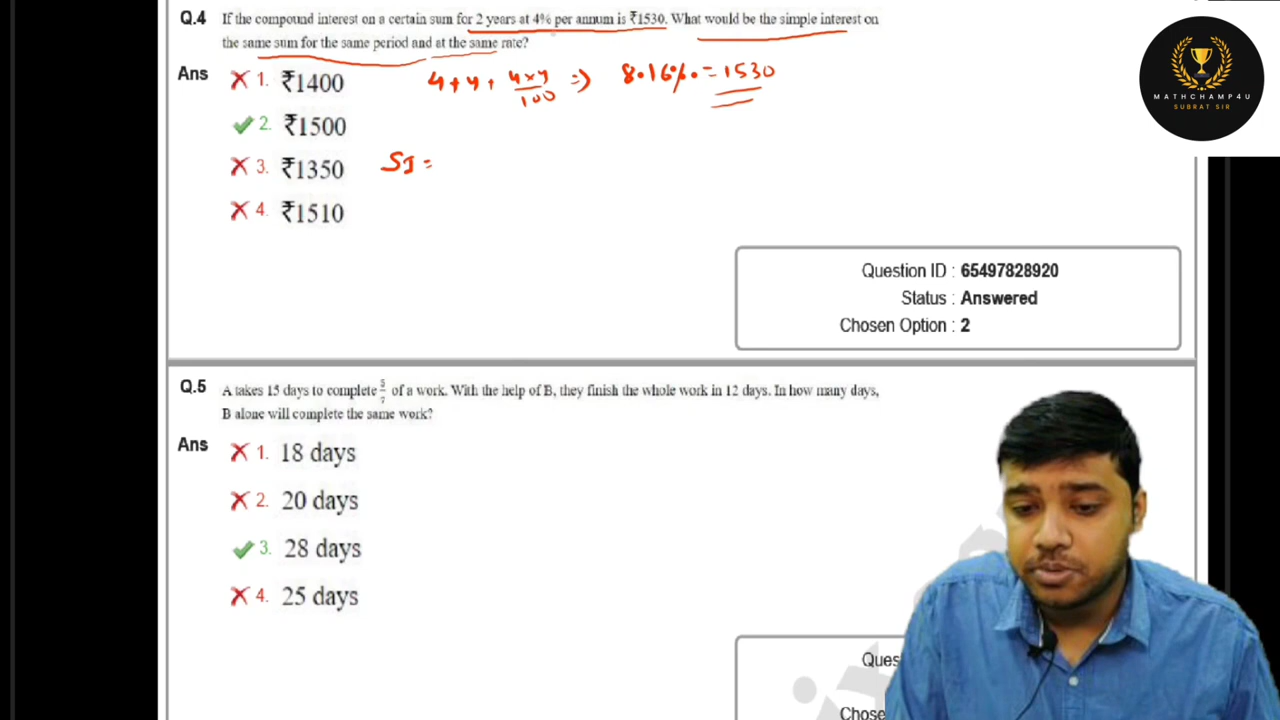 Q.4 If the compound interest on a certain sum for 2 years at 4% per annum is ₹1530. What would be the simple interest on
the same sum for the same period and at the same rate?
Ans
1. ₹1400
2. ₹1500
3. ₹1350
4. ₹1510
4+4+ 4×4/100 ⇒ 8.16% = 1530
SI =
MATHCHAMP4U
SUBRAT SIR
Question ID : 65497828920
Status : Answered
Chosen Option : 2
Q.5 A takes 15 days to complete 5/7 of a work. With the help of B, they finish the whole work in 12 days. In how many days,
B alone will complete the same work?
Ans
1. 18 days
2. 20 days
3. 28 days
4. 25 days
Ques
Chose